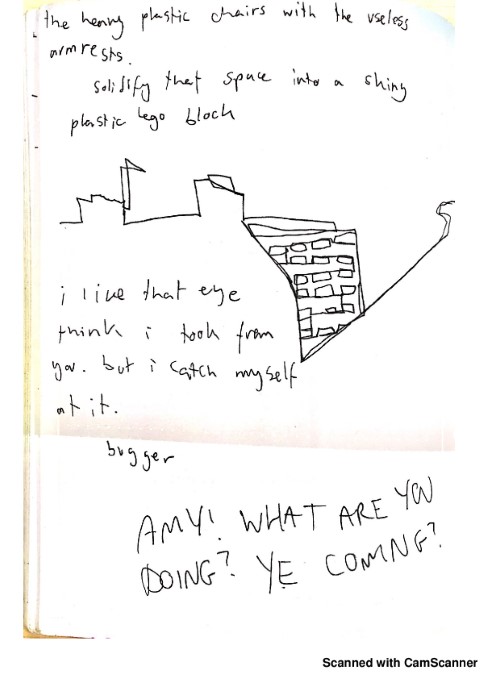 the heavy plastic chairs with the useless
armrests.
solidify that space into a shiny
plastic lego block
i like that eye
think i took from
you. but i catch myself
at it.
bugger
AMY! WHAT ARE YOU
DOING? YE COMING?
Scanned with CamScanner